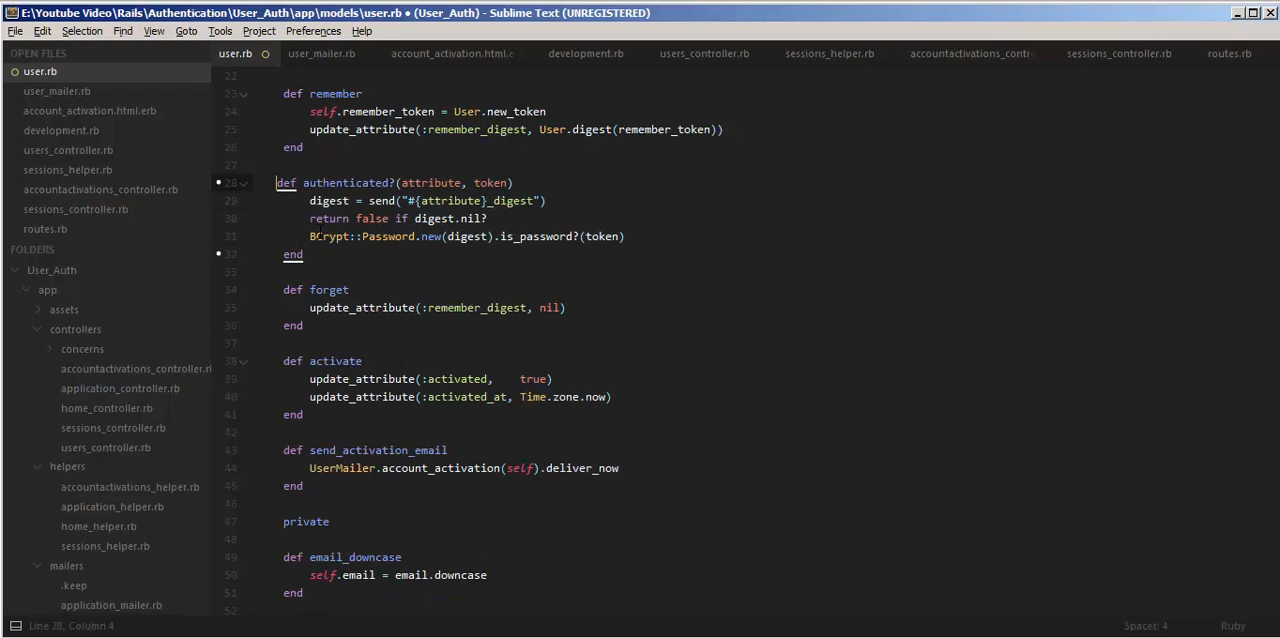 E:\Youtube Video\Rails\Authentication\User_Auth\app\models\user.rb • (User_Auth) - Sublime Text (UNREGISTERED)
File Edit Selection Find View Goto Tools Project Preferences Help
OPEN FILES
user.rb
user_mailer.rb
account_activation.html.erb
development.rb
users_controller.rb
sessions_helper.rb
accountactivations_controller.rb
sessions_controller.rb
routes.rb
FOLDERS
User_Auth
app
assets
controllers
concerns
accountactivations_controller.rl
application_controller.rb
home_controller.rb
sessions_controller.rb
users_controller.rb
helpers
accountactivations_helper.rb
application_helper.rb
home_helper.rb
sessions_helper.rb
mailers
.keep
application_mailer.rb
user.rb user_mailer.rb account_activation.html.e development.rb users_controller.rb sessions_helper.rb accountactivations_contr sessions_controller.rb routes.rb
22
23 def remember
24 self.remember_token = User.new_token
25 update_attribute(:remember_digest, User.digest(remember_token))
26 end
27
28 def authenticated?(attribute, token)
29 digest = send("#{attribute}_digest")
30 return false if digest.nil?
31 BCrypt::Password.new(digest).is_password?(token)
32 end
33
34 def forget
35 update_attribute(:remember_digest, nil)
36 end
37
38 def activate
39 update_attribute(:activated, true)
40 update_attribute(:activated_at, Time.zone.now)
41 end
42
43 def send_activation_email
44 UserMailer.account_activation(self).deliver_now
45 end
46
47 private
48
49 def email_downcase
50 self.email = email.downcase
51 end
52
Line 28, Column 4 Spaces: 4 Ruby